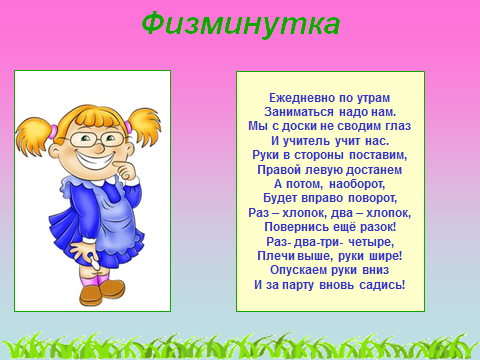 Физминутка
Ежедневно по утрам
Заниматься надо нам.
Мы с доски не сводим глаз
И учитель учит нас.
Руки в стороны поставим,
Правой левую достанем
А потом, наоборот,
Будет вправо поворот,
Раз – хлопок, два – хлопок,
Повернись ещё разок!
Раз- два-три- четыре,
Плечи выше, руки шире!
Опускаем руки вниз
И за парту вновь садись!